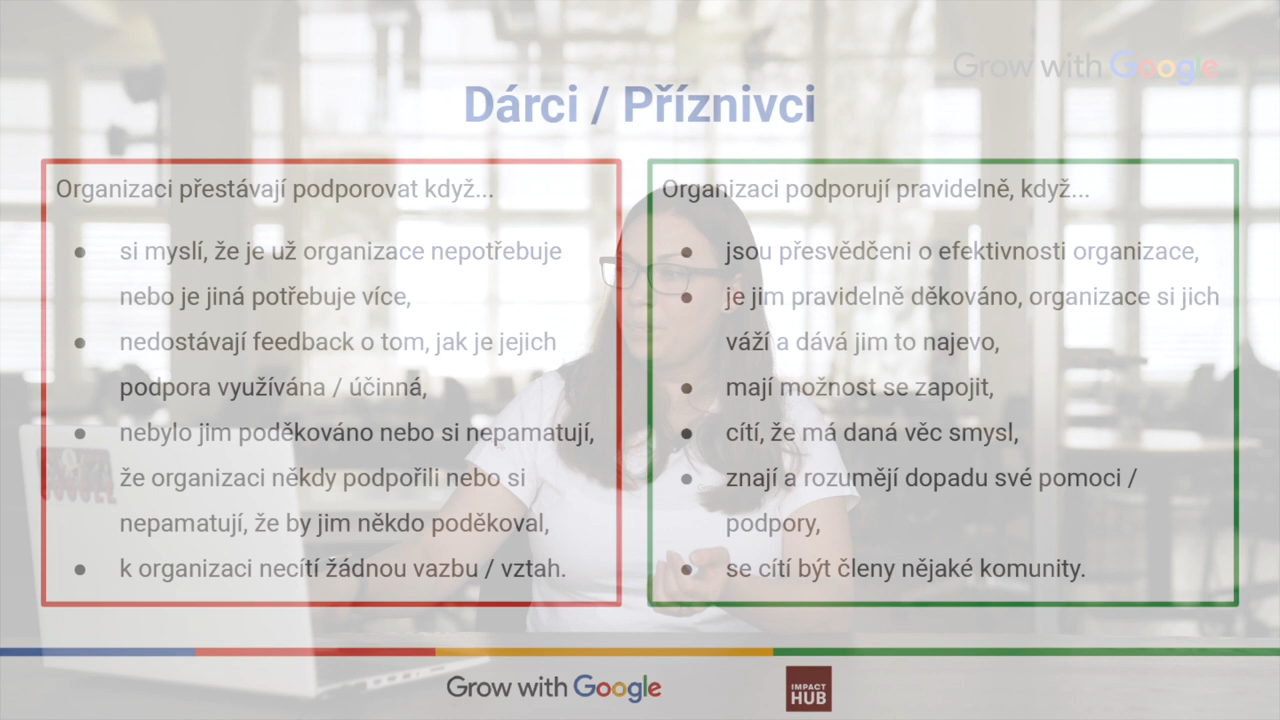 Grow with Google
Dárci / Příznivci
Organizaci přestávají podporovat když...
● si myslí, že je už organizace nepotřebuje
nebo je jiná potřebuje více,
● nedostávají feedback o tom, jak je jejich
podpora využívána / účinná,
● nebylo jim poděkováno nebo si nepamatují,
že organizaci někdy podpořili nebo si
nepamatují, že by jim někdo poděkoval,
● k organizaci necítí žádnou vazbu / vztah.
Organizaci podporují pravidelně, když...
● jsou přesvědčeni o efektivnosti organizace,
● je jim pravidelně děkováno, organizace si jich
váží a dává jim to najevo,
● mají možnost se zapojit,
● cítí, že má daná věc smysl,
● znají a rozumějí dopadu své pomoci /
podpory,
● se cítí být členy nějaké komunity.
Grow with Google
IMPACT
HUB